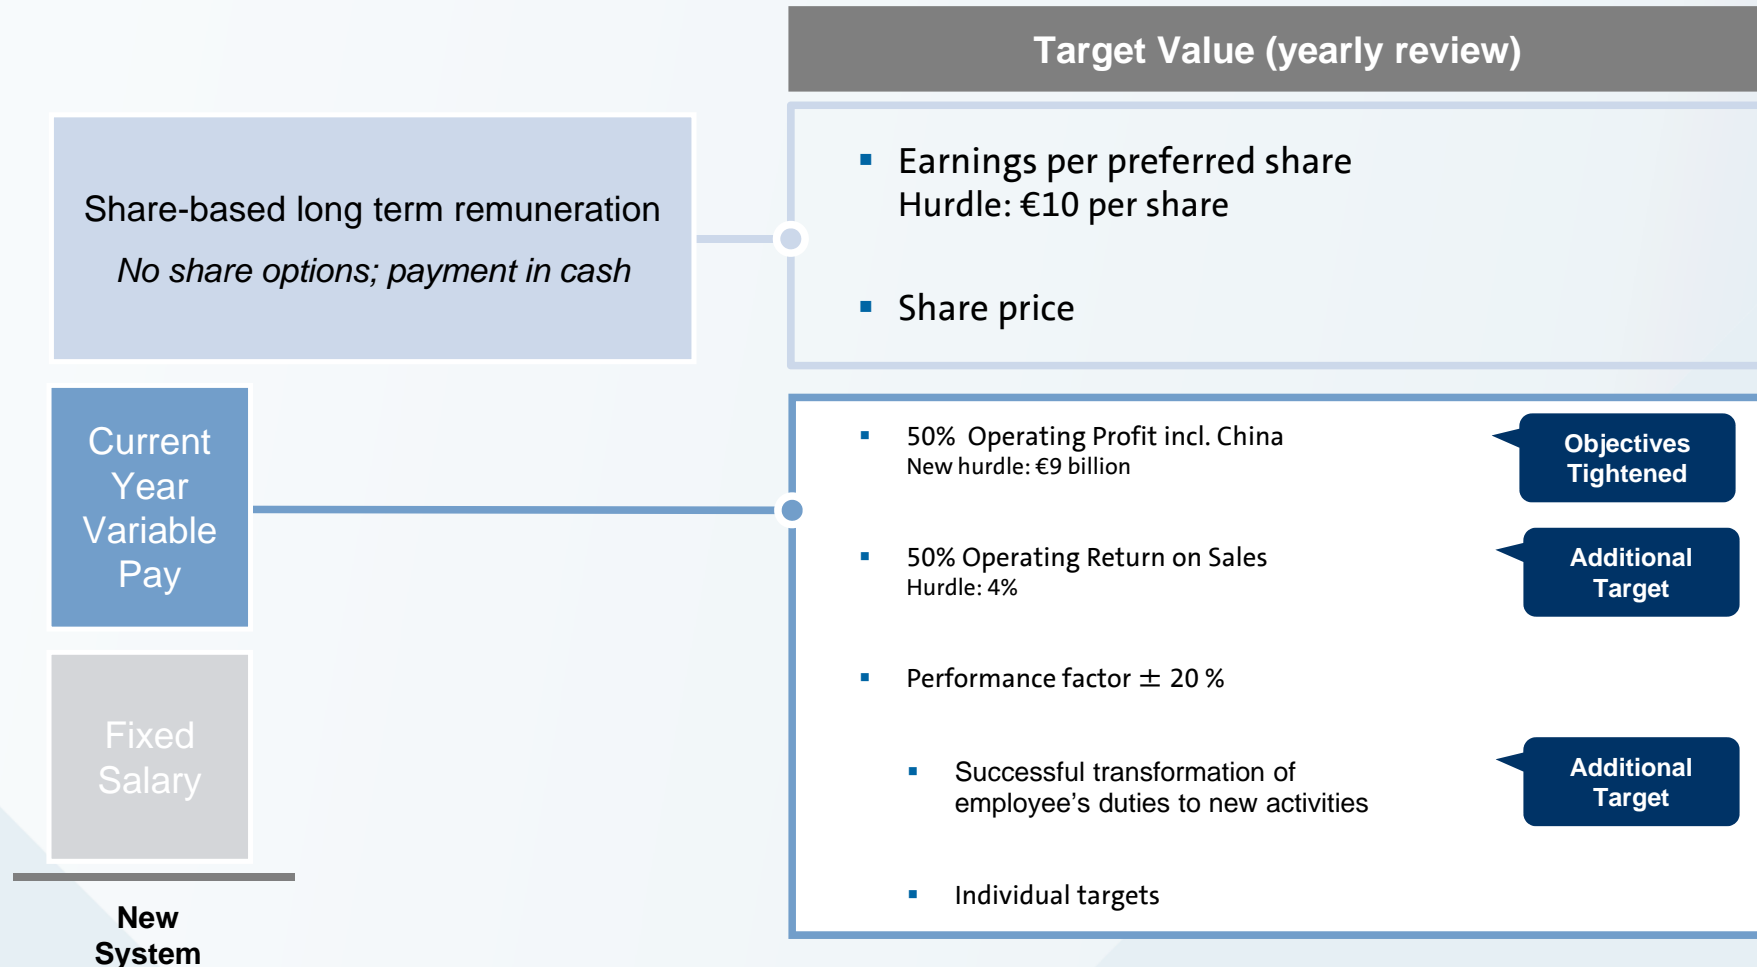 Target Value (yearly review)
Share-based long term remuneration
No share options; payment in cash
▪ Earnings per preferred share
Hurdle: €10 per share
▪ Share price
Current
Year
Variable
Pay
▪ 50% Operating Profit incl. China
New hurdle: €9 billion
Objectives
Tightened
▪ 50% Operating Return on Sales
Hurdle: 4%
Additional
Target
▪ Performance factor ± 20 %
▪ Successful transformation of
employee’s duties to new activities
Additional
Target
▪ Individual targets
Fixed
Salary
New
System